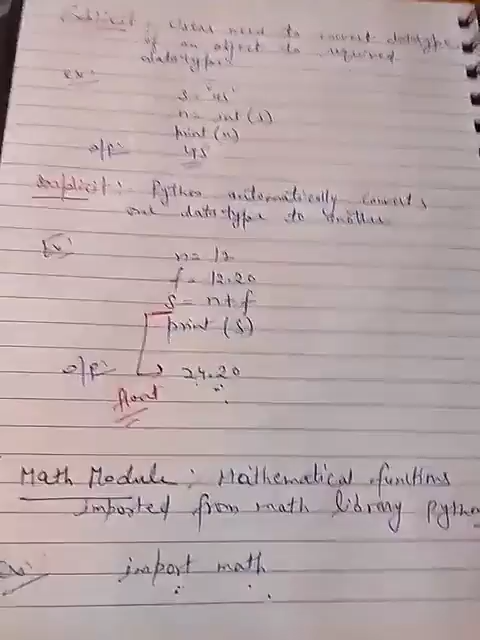 Explicit : Users need to convert datatype
of an object to required
datatype.
ex:
s = '45'
n = int(s)
print(n)
o/p: 45
Implicit : Python automatically converts
one datatype to another
Ex:
n = 12
f = 12.20
s = n + f
print(s)
o/p: 24.20
float
Math Module : Mathematical functions
imported from math library Python
Ex: import math